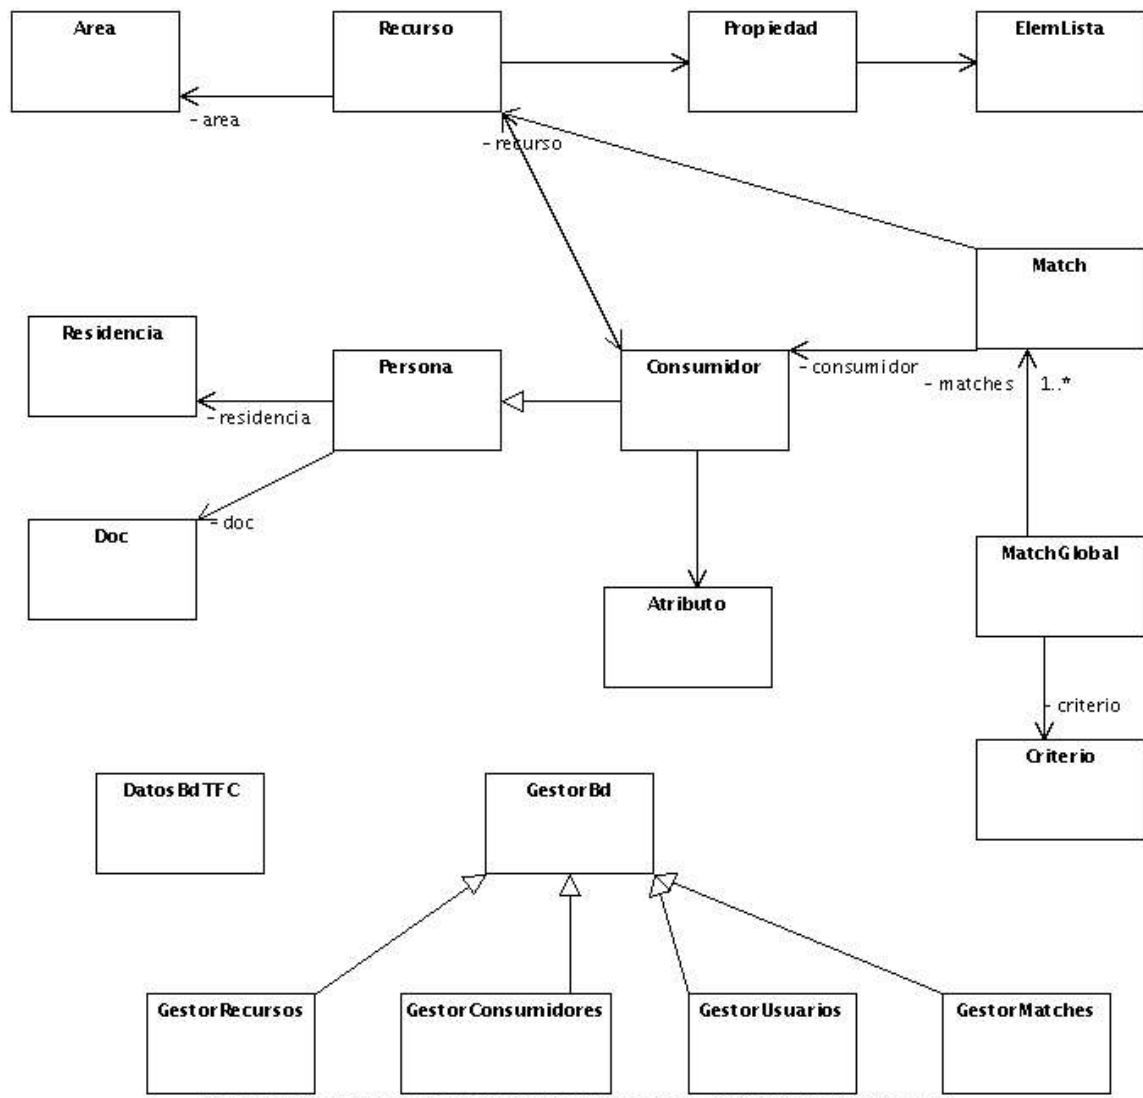 Area
Recurso
Propiedad
ElemLista
- area
- recurso
Match
Residencia
Persona
Consumidor
- consumidor
- matches
1..*
- residencia
Doc
- doc
Atributo
MatchGlobal
- criterio
Criterio
DatosBdTFC
GestorBd
GestorRecursos
GestorConsumidores
GestorUsuarios
GestorMatches